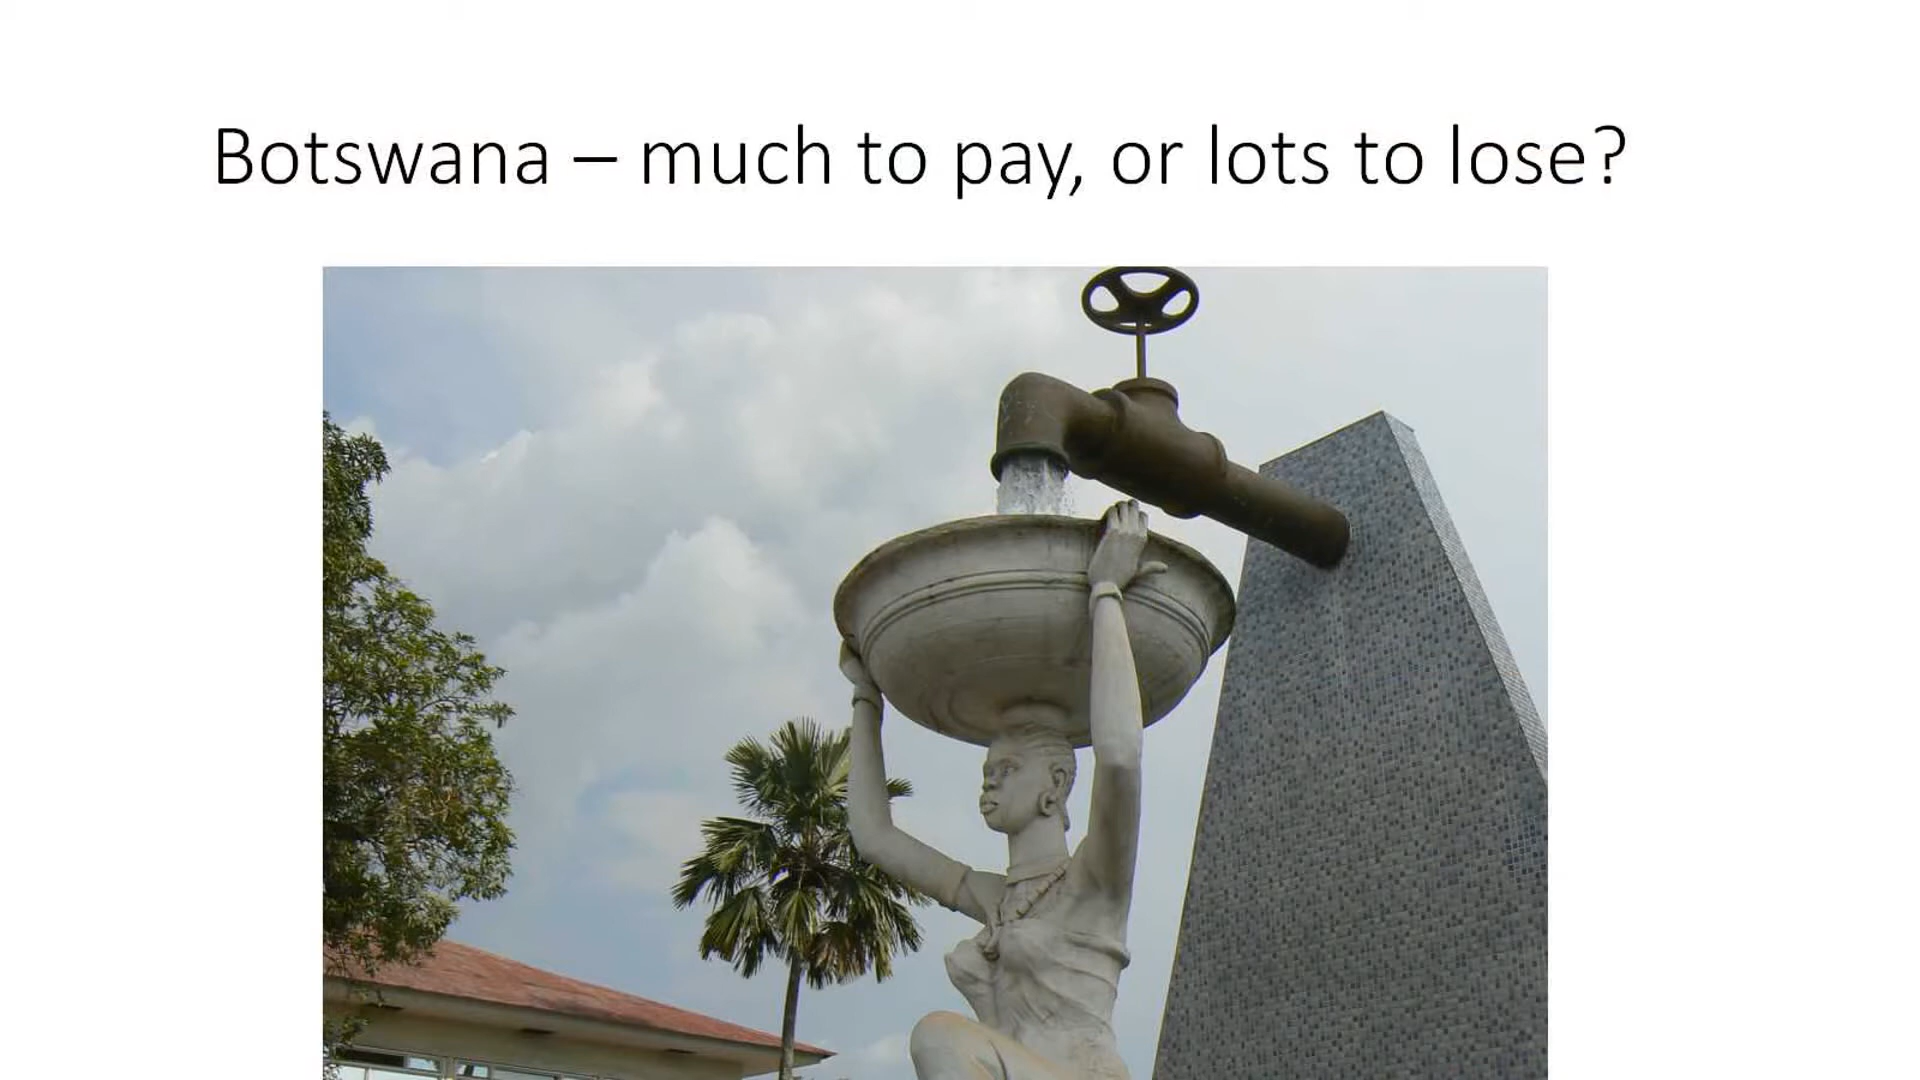 Botswana – much to pay, or lots to lose?